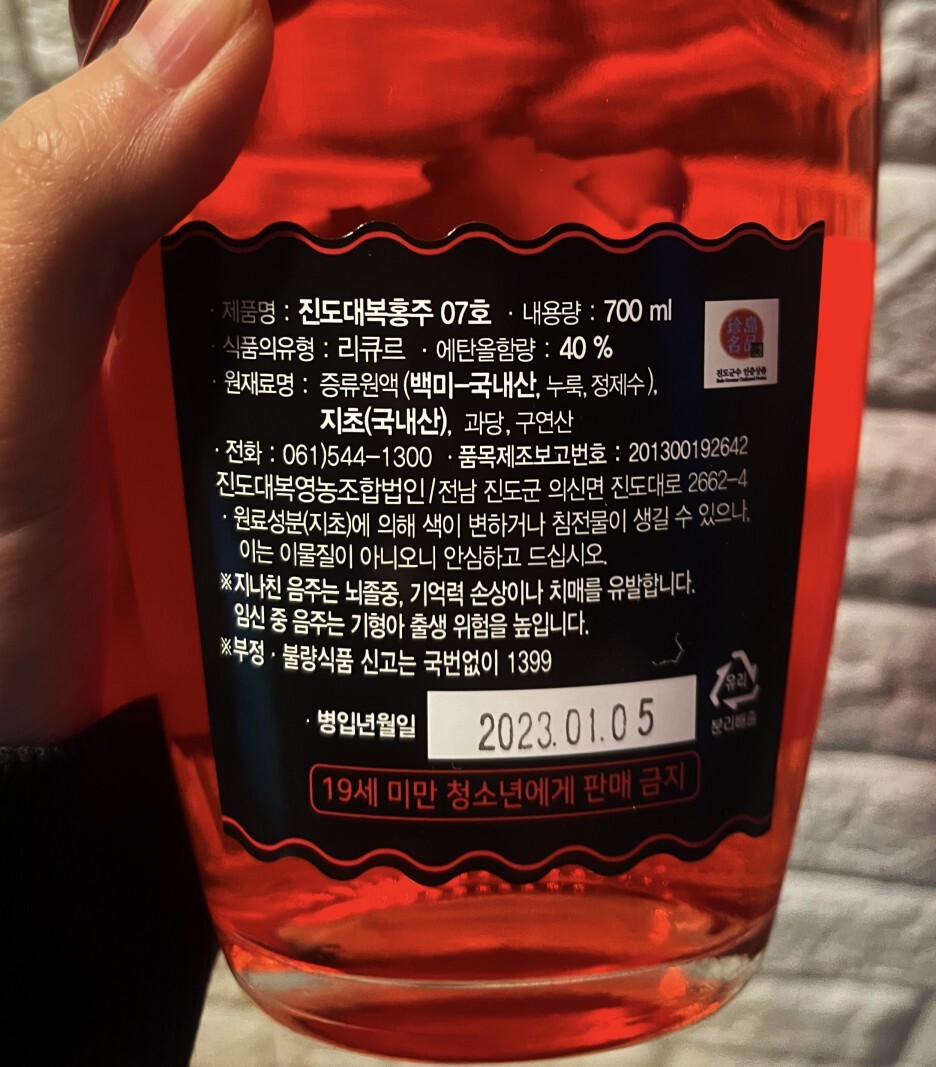 · 제품명 : 진도대복홍주 07호 · 내용량 : 700 ml
· 식품의유형 : 리큐르 · 에탄올함량 : 40 %
· 원재료명 : 증류원액(백미-국내산, 누룩, 정제수),
지초(국내산), 과당, 구연산
· 전화 : 061)544-1300 · 품목제조보고번호 : 201300192642
진도대복영농조합법인/전남 진도군 의신면 진도대로 2662-4
· 원료성분(지초)에 의해 색이 변하거나 침전물이 생길 수 있으나,
이는 이물질이 아니오니 안심하고 드십시오.
※지나친 음주는 뇌졸중, 기억력 손상이나 치매를 유발합니다.
임신 중 음주는 기형아 출생 위험을 높입니다.
※부정 · 불량식품 신고는 국번없이 1399
· 병입년월일 2023.01.05
19세 미만 청소년에게 판매 금지
珍島
名品
진도군수 인증상품
유리
분리배출